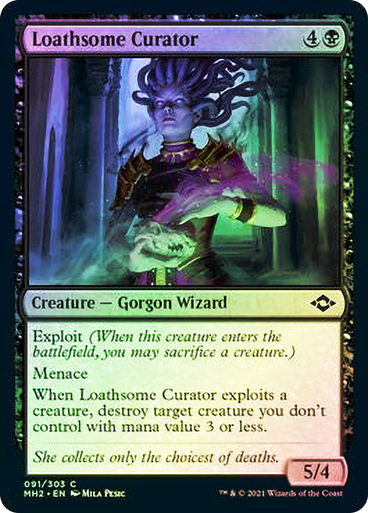 Loathsome Curator 4
Creature — Gorgon Wizard
Exploit (When this creature enters the
battlefield, you may sacrifice a creature.)
Menace
When Loathsome Curator exploits a
creature, destroy target creature you don't
control with mana value 3 or less.
She collects only the choicest of deaths.
5/4
091/303 C
MH2 • EN Mila Pesic
™ & © 2021 Wizards of the Coast